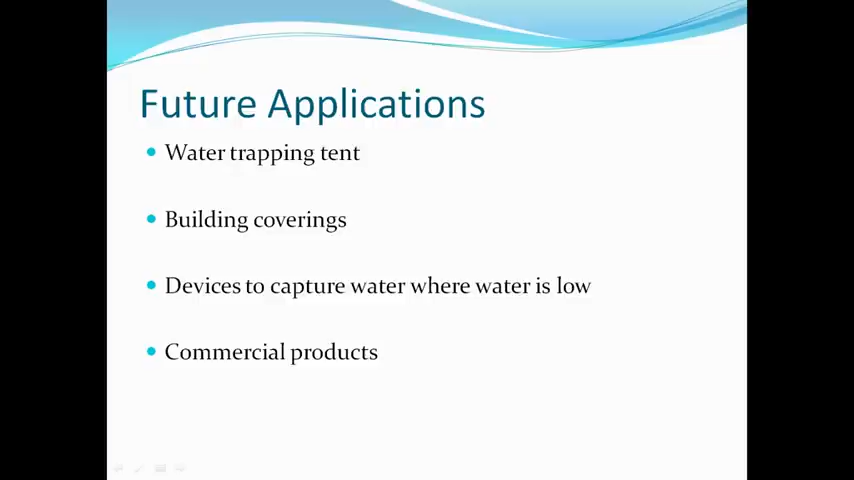 Future Applications
Water trapping tent
Building coverings
Devices to capture water where water is low
Commercial products